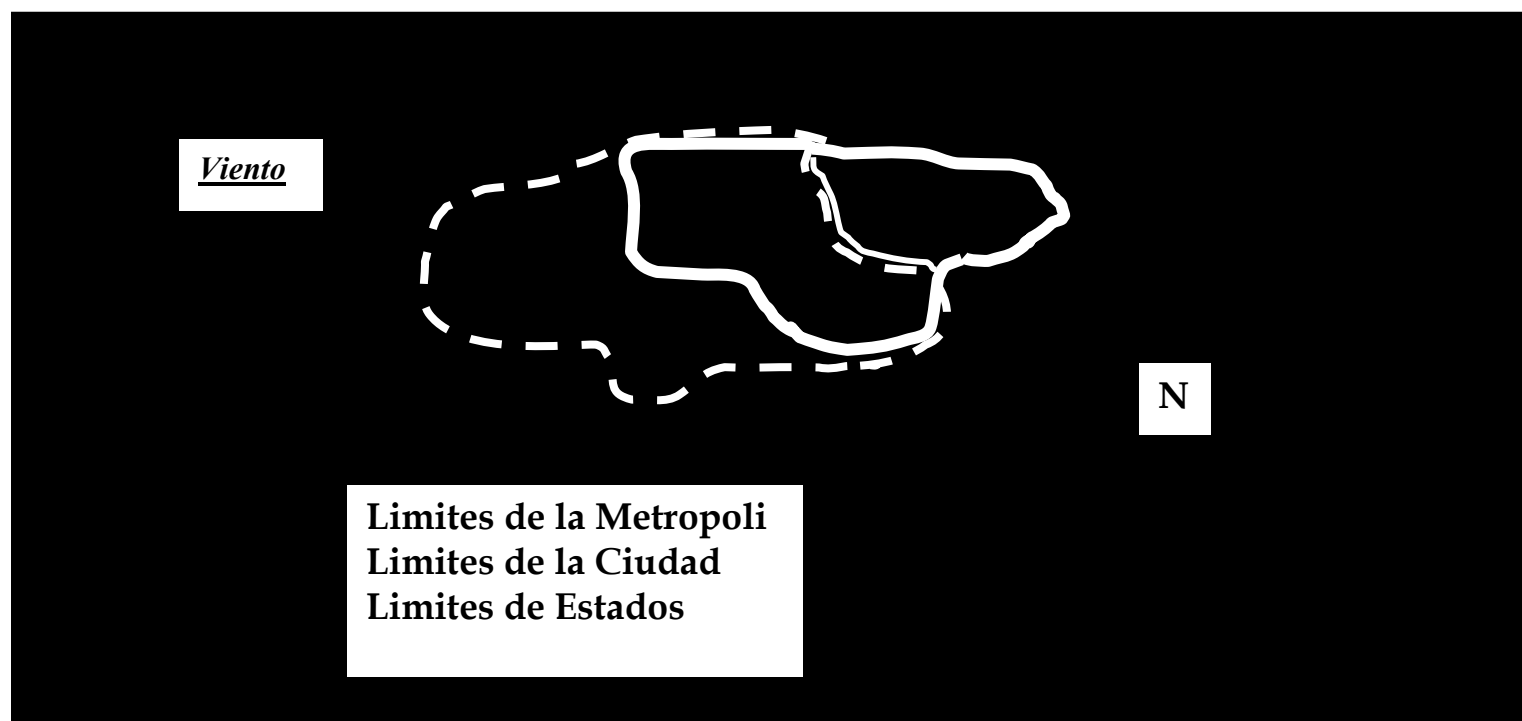 Viento
N
Limites de la Metropoli
Limites de la Ciudad
Limites de Estados